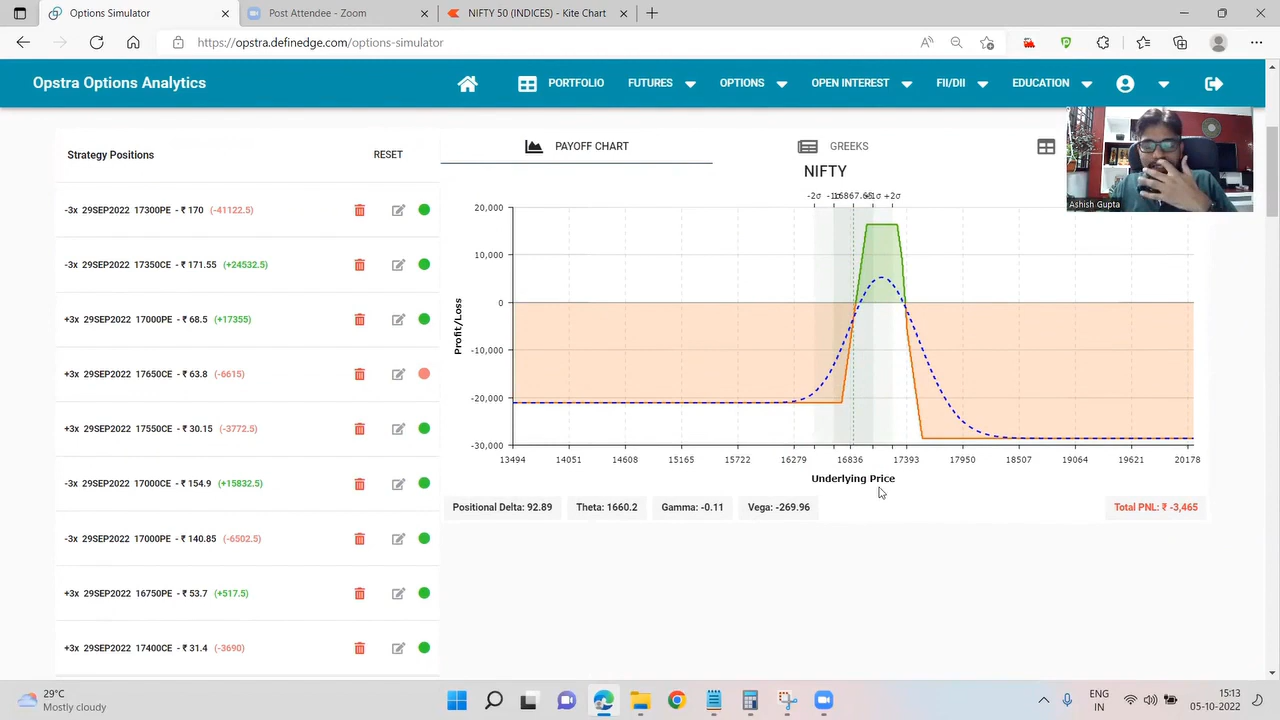 Options Simulator
Post Attendee - Zoom
NIFTY 50 (INDICES) - Kite Chart
https://opstra.definedge.com/options-simulator
Opstra Options Analytics
PORTFOLIO
FUTURES
OPTIONS
OPEN INTEREST
FII/DII
EDUCATION
Strategy Positions
RESET
-3x 29SEP2022 17300PE - ₹ 170 (-41122.5)
-3x 29SEP2022 17350CE - ₹ 171.55 (+24532.5)
+3x 29SEP2022 17000PE - ₹ 68.5 (+17355)
+3x 29SEP2022 17650CE - ₹ 63.8 (-6615)
+3x 29SEP2022 17550CE - ₹ 30.15 (-3772.5)
-3x 29SEP2022 17000CE - ₹ 154.9 (+15832.5)
-3x 29SEP2022 17000PE - ₹ 140.85 (-6502.5)
+3x 29SEP2022 16750PE - ₹ 53.7 (+517.5)
+3x 29SEP2022 17400CE - ₹ 31.4 (-3690)
PAYOFF CHART
GREEKS
NIFTY
-2σ
+2σ
20,000
10,000
0
-10,000
-20,000
-30,000
Profit/Loss
13494 14051 14608 15165 15722 16279 16836 17393 17950 18507 19064 19621 20178
Underlying Price
Positional Delta: 92.89
Theta: 1660.2
Gamma: -0.11
Vega: -269.96
Total PNL: ₹ -3,465
Ashish Gupta
29°C
Mostly cloudy
ENG
IN
15:13
05-10-2022